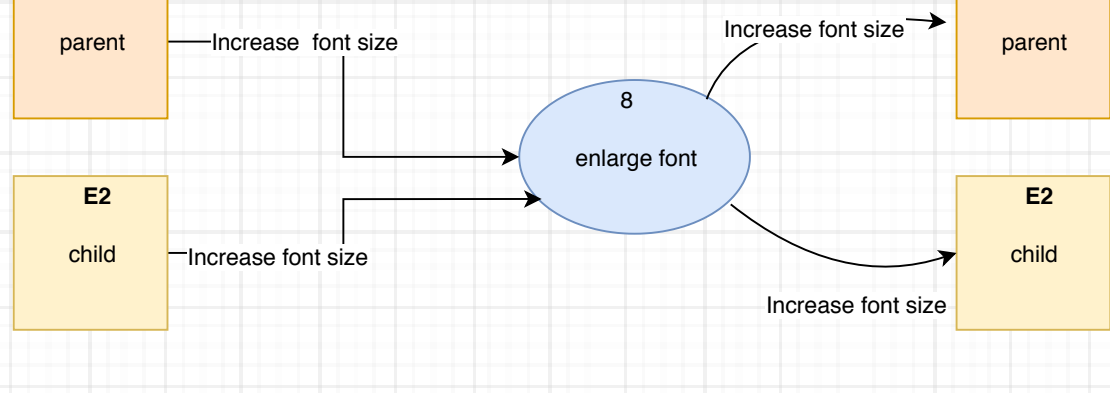 parent
Increase  font size
Increase font size
parent
8
enlarge font
E2
child
Increase font size
E2
child
Increase font size